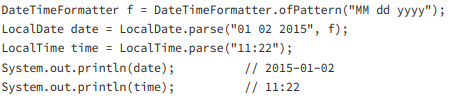 DateTimeFormatter f = DateTimeFormatter.ofPattern("MM dd yyyy");
LocalDate date = LocalDate.parse("01 02 2015", f);
LocalTime time = LocalTime.parse("11:22");
System.out.println(date);          // 2015-01-02
System.out.println(time);          // 11:22